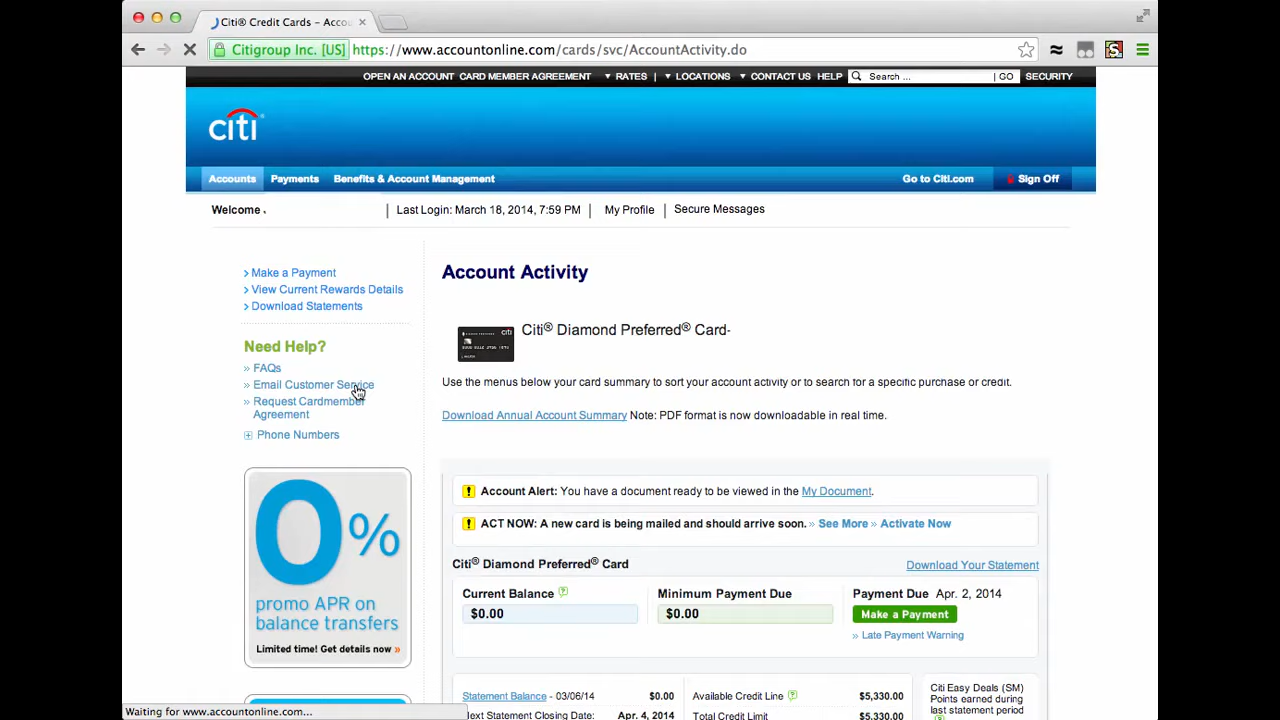 Citi® Credit Cards – Accou
Citigroup Inc. [US] https://www.accountonline.com/cards/svc/AccountActivity.do
OPEN AN ACCOUNT CARD MEMBER AGREEMENT RATES LOCATIONS CONTACT US HELP Search ... GO SECURITY
citi
Accounts Payments Benefits & Account Management Go to Citi.com Sign Off
Welcome . Last Login: March 18, 2014, 7:59 PM My Profile Secure Messages
Make a Payment
View Current Rewards Details
Download Statements
Need Help?
FAQs
Email Customer Service
Request Cardmember
Agreement
Phone Numbers
0%
promo APR on
balance transfers
Limited time! Get details now »
Account Activity
citi
Citi® Diamond Preferred® Card-
Use the menus below your card summary to sort your account activity or to search for a specific purchase or credit.
Download Annual Account Summary Note: PDF format is now downloadable in real time.
Account Alert: You have a document ready to be viewed in the My Document.
ACT NOW: A new card is being mailed and should arrive soon. » See More » Activate Now
Citi® Diamond Preferred® Card Download Your Statement
Current Balance Minimum Payment Due Payment Due Apr. 2, 2014
$0.00 $0.00 Make a Payment
» Late Payment Warning
Statement Balance - 03/06/14 $0.00 Available Credit Line $5,330.00
Next Statement Closing Date: Apr. 4, 2014 Total Credit Limit $5,330.00
Citi Easy Deals (SM)
Points earned during
last statement period
Waiting for www.accountonline.com...